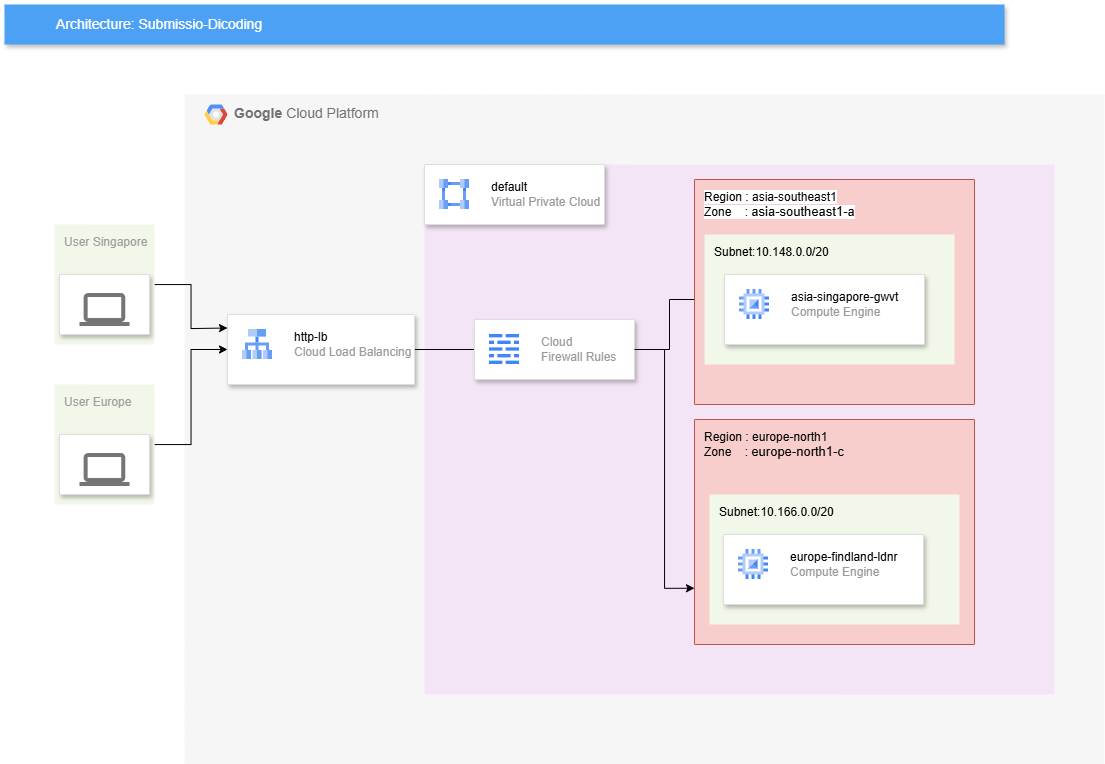 Architecture: Submissio-Dicoding
Google Cloud Platform
default
Virtual Private Cloud
Region : asia-southeast1
Zone : asia-southeast1-a
Subnet:10.148.0.0/20
asia-singapore-gwvt
Compute Engine
User Singapore
http-lb
Cloud Load Balancing
Cloud
Firewall Rules
User Europe
Region : europe-north1
Zone : europe-north1-c
Subnet:10.166.0.0/20
europe-findland-ldnr
Compute Engine